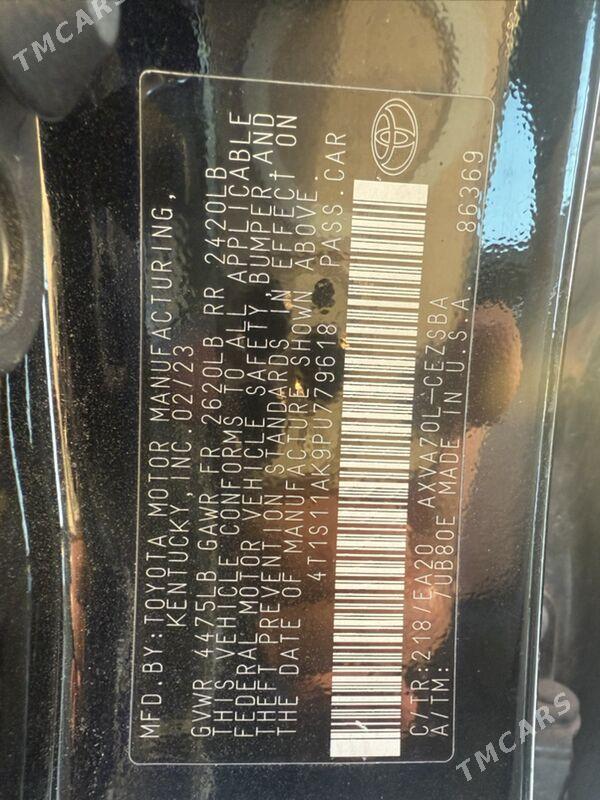 TMCARS
MFD.BY:TOYOTA MOTOR MANUFACTURING,
KENTUCKY, INC. 02/23
GVWR 4475LB GAWR FR 2620LB RR 2420LB
THIS VEHICLE CONFORMS TO ALL APPLICABLE
FEDERAL MOTOR VEHICLE SAFETY, BUMPER, AND
THEFT PREVENTION STANDARDS IN EFFECT ON
THE DATE OF MANUFACTURE SHOWN ABOVE.
4T1S11AK9PU779618 PASS.CAR
C/TR:218/EA20 AXVA70L-CEZSBA
A/TM: /UB80E MADE IN U.S.A. 86369
TMCARS